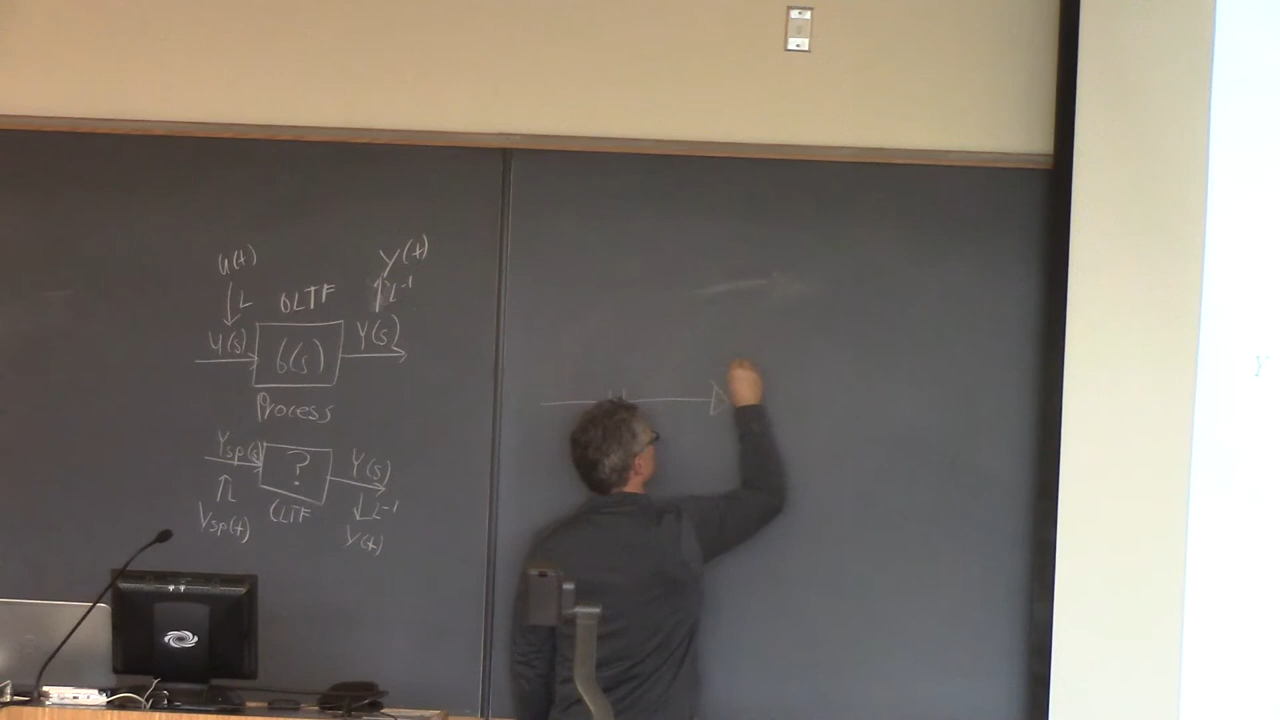 u(t)
y(t)
↓L
OLTF
↑L⁻¹
U(s)
G(s)
Y(s)
Process
Ysp(s)
?
Y(s)
CLTF
↓L⁻¹
Ysp(t)
y(t)
Y